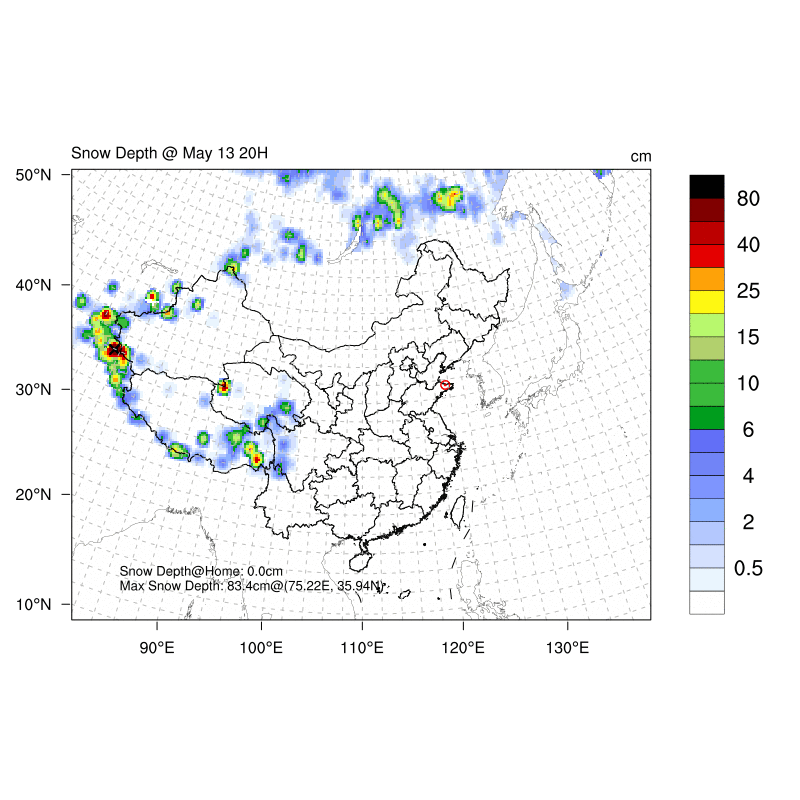 Snow Depth @ May 13 20H
cm
50°N
40°N
30°N
20°N
10°N
90°E
100°E
110°E
120°E
130°E
80
40
25
15
10
6
4
2
0.5
Snow Depth@Home: 0.0cm
Max Snow Depth: 83.4cm@(75.22E, 35.94N)